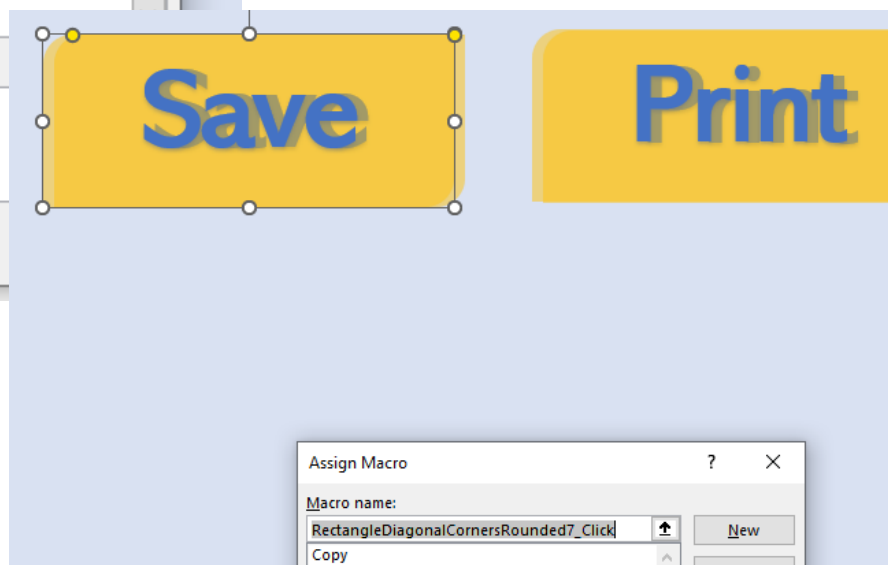 Save
Print
Assign Macro
?
Macro name:
RectangleDiagonalCornersRounded7_Click
New
Copy